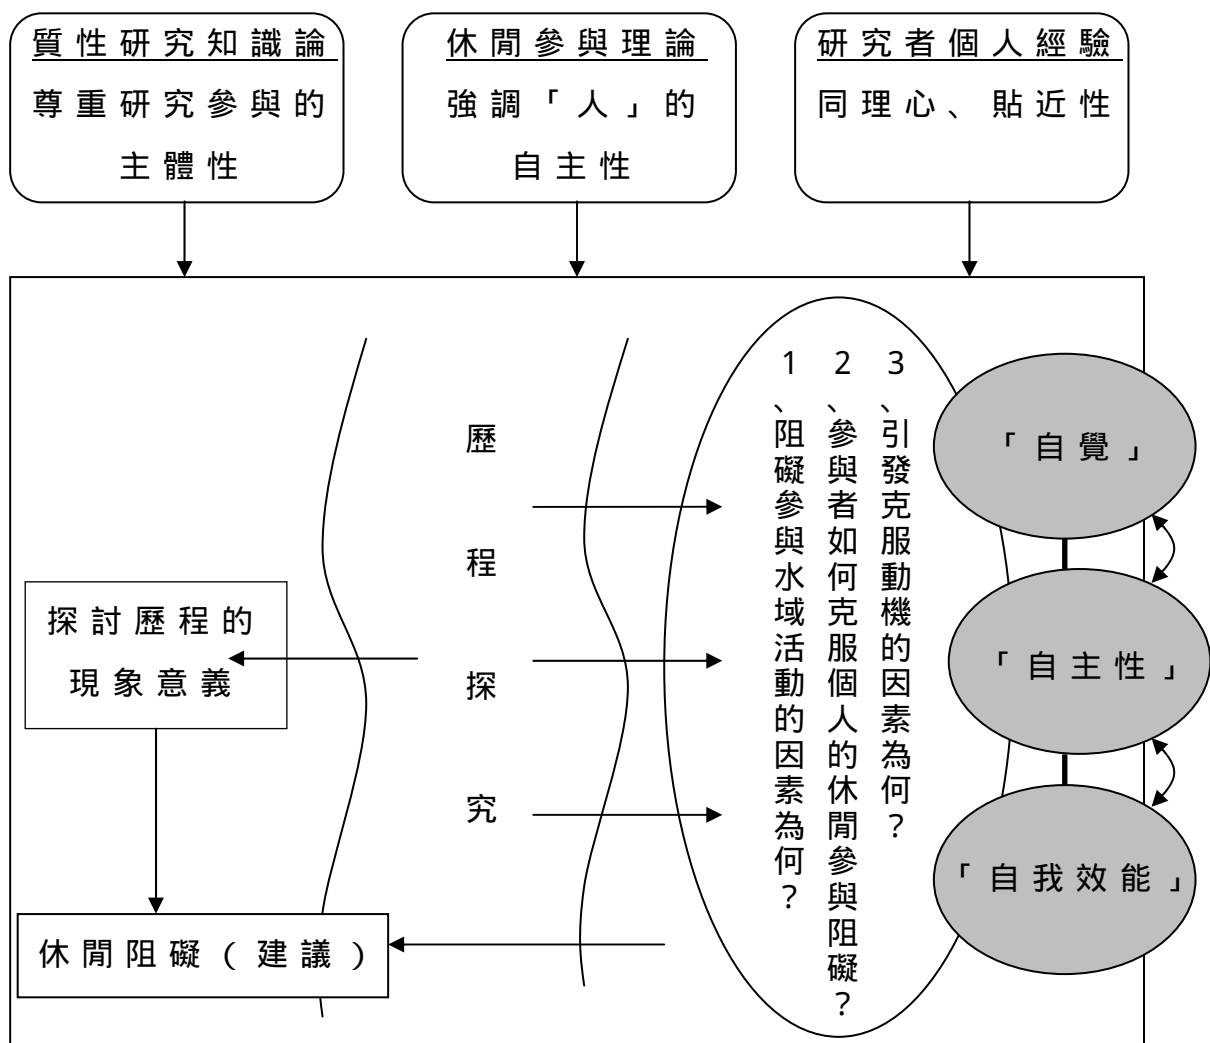 質性研究知識論
尊重研究參與的
主體性
休閒參與理論
強調「人」的
自主性
研究者個人經驗
同理心、貼近性
歷程探究
1、阻礙參與水域活動的因素為何？
2、參與者如何克服個人的休閒參與阻礙？
3、引發克服動機的因素為何？
「自覺」
「自主性」
「自我效能」
探討歷程的
現象意義
休閒阻礙（建議）